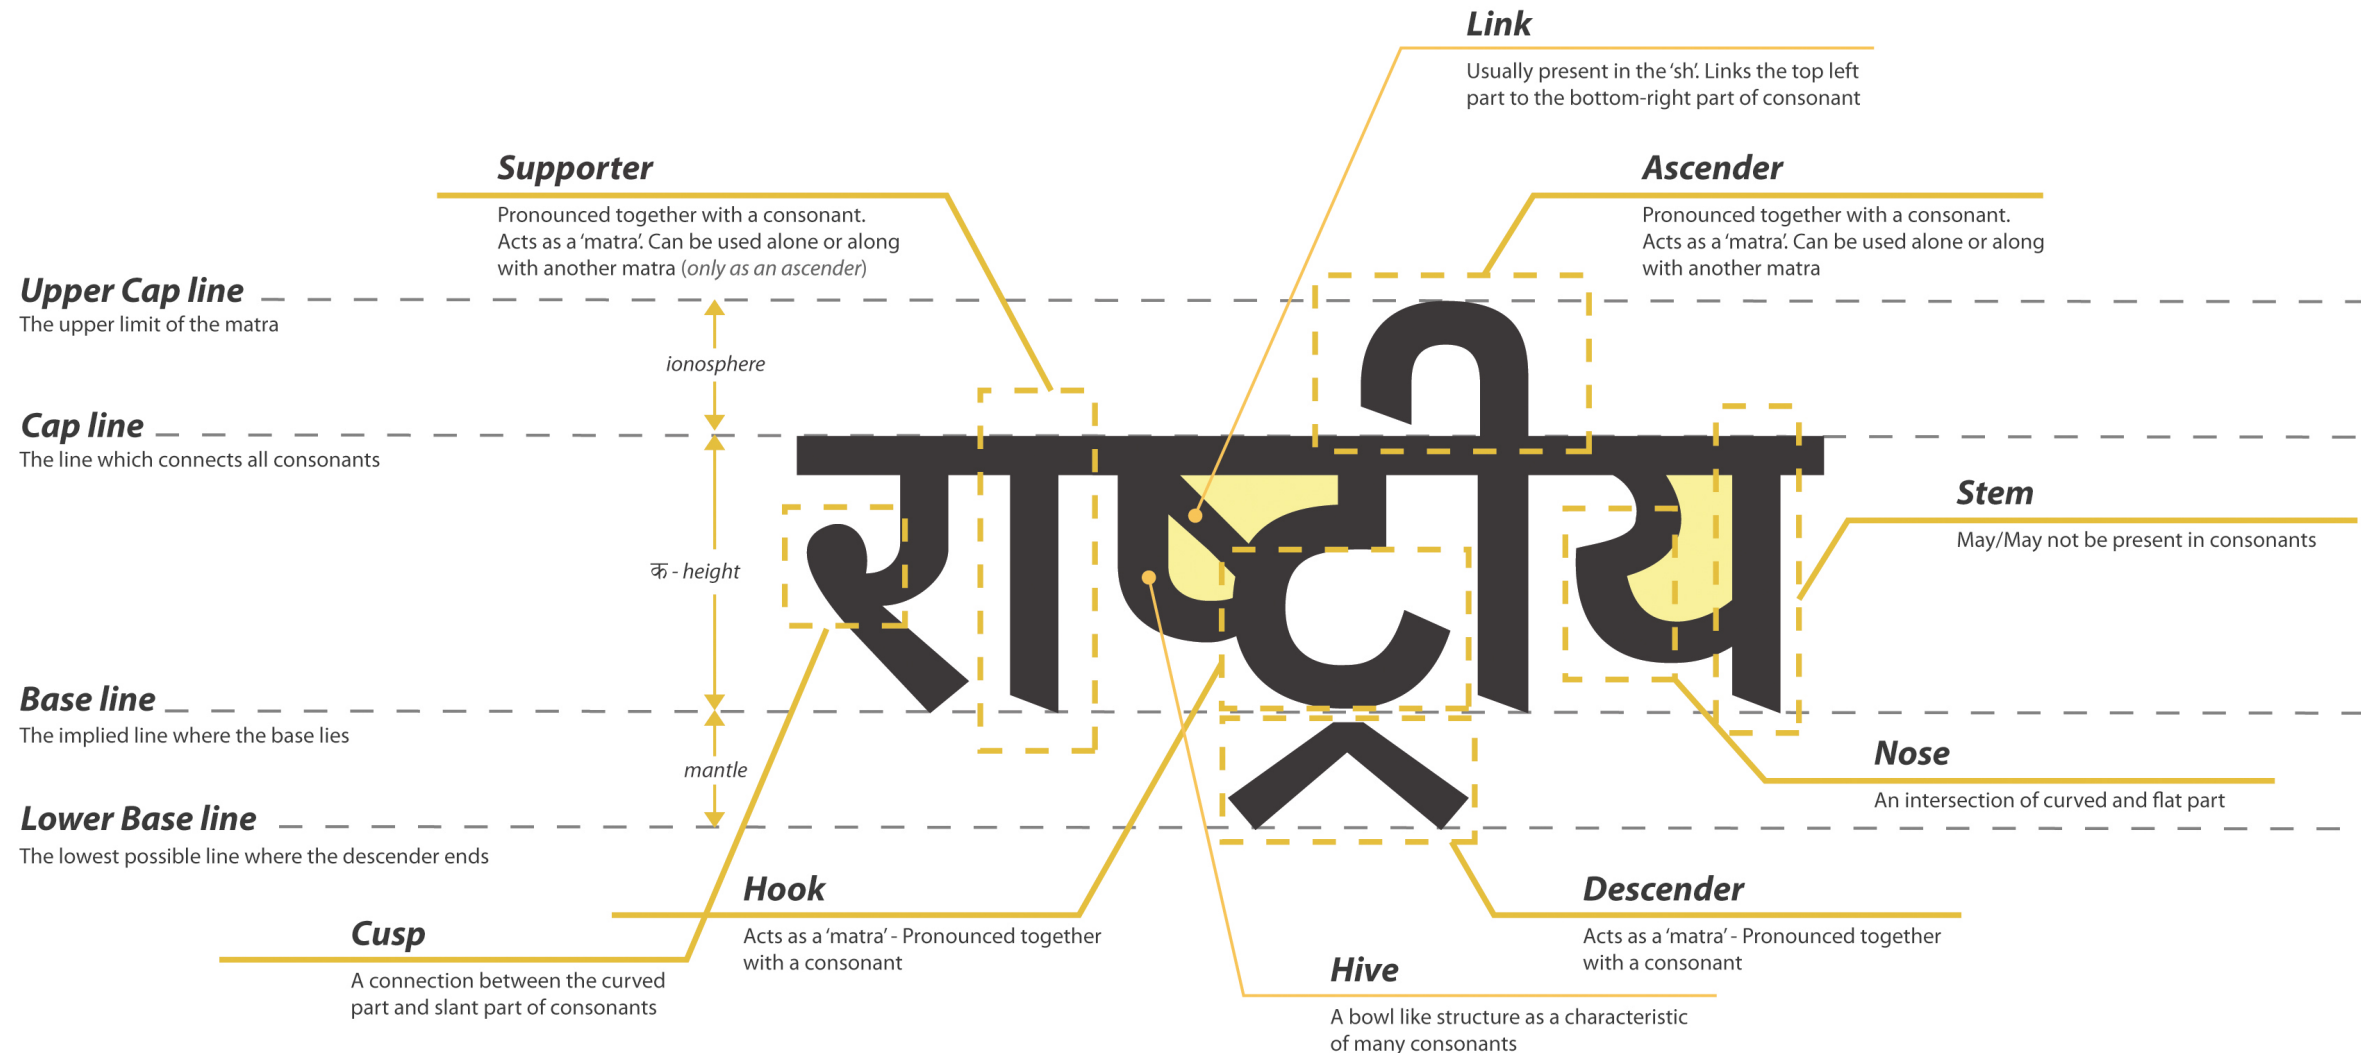 Link
Usually present in the ‘sh’. Links the top left
part to the bottom-right part of consonant
Supporter
Pronounced together with a consonant.
Acts as a ‘matra’. Can be used alone or along
with another matra (only as an ascender)
Ascender
Pronounced together with a consonant.
Acts as a ‘matra’. Can be used alone or along
with another matra
Upper Cap line
The upper limit of the matra
ionosphere
Cap line
The line which connects all consonants
राष्ट्रीय
Stem
May/May not be present in consonants
क - height
Base line
The implied line where the base lies
mantle
Nose
An intersection of curved and flat part
Lower Base line
The lowest possible line where the descender ends
Hook
Acts as a ‘matra’ - Pronounced together
with a consonant
Descender
Acts as a ‘matra’ - Pronounced together
with a consonant
Cusp
A connection between the curved
part and slant part of consonants
Hive
A bowl like structure as a characteristic
of many consonants